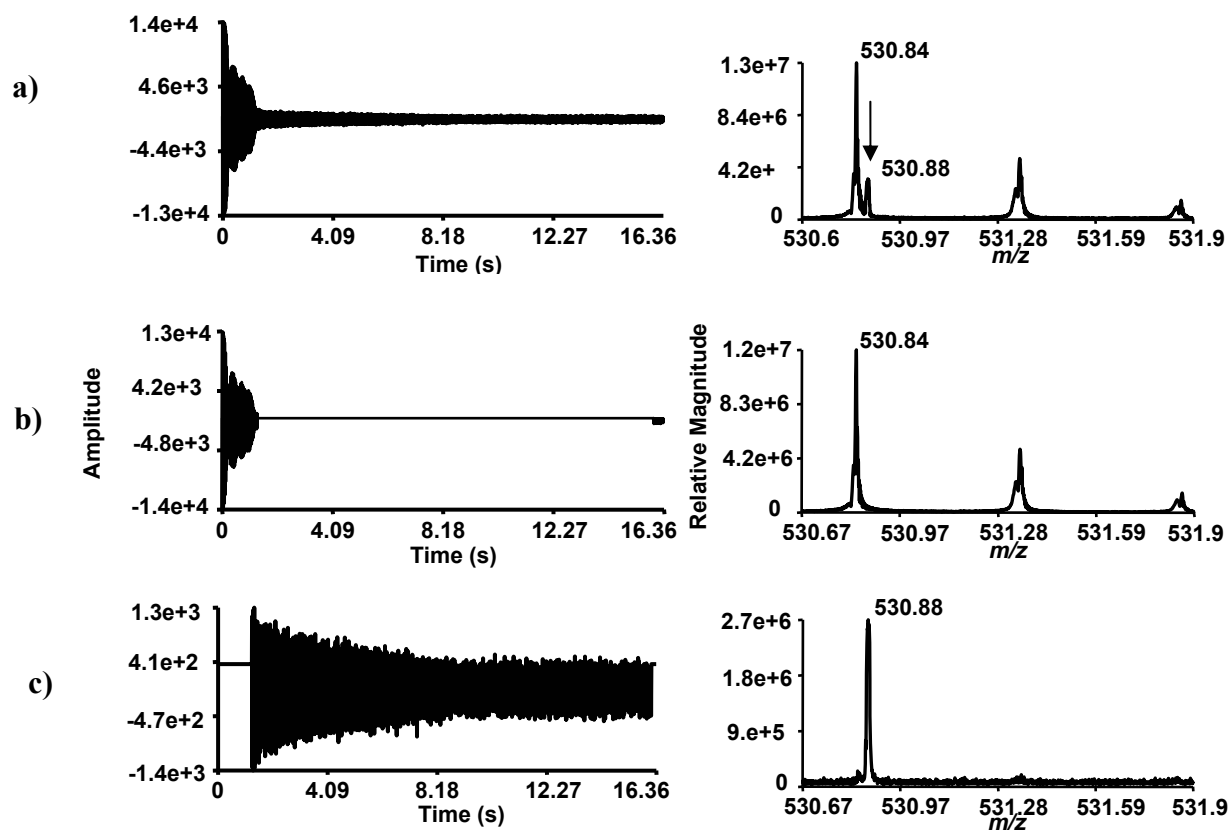 a)
1.4e+4
4.6e+3
-4.4e+3
-1.3e+4
0 4.09 8.18 12.27 16.36
Time (s)
530.84
530.88
1.3e+7
8.4e+6
4.2e+
0
530.6 530.97 531.28 531.59 531.9
m/z
b)
Amplitude
1.3e+4
4.2e+3
-4.8e+3
-1.4e+4
0 4.09 8.18 12.27 16.36
Time (s)
Relative Magnitude
530.84
1.2e+7
8.3e+6
4.2e+6
0
530.67 530.97 531.28 531.59 531.9
m/z
c)
1.3e+3
4.1e+2
-4.7e+2
-1.4e+3
0 4.09 8.18 12.27 16.36
Time (s)
530.88
2.7e+6
1.8e+6
9.e+5
0
530.67 530.97 531.28 531.59 531.9
m/z